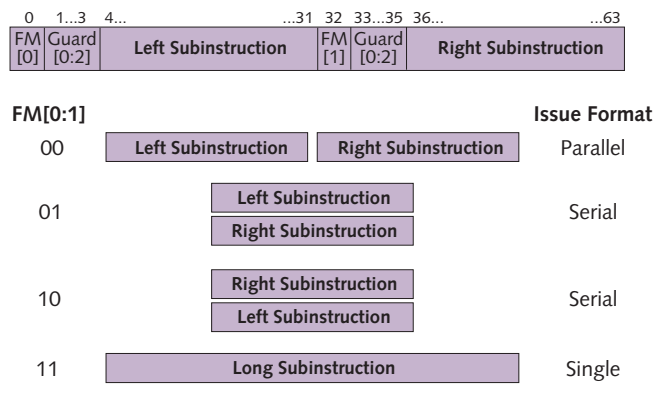 0 1...3 4... ...31 32 33...35 36... ...63
FM Guard Left Subinstruction FM Guard Right Subinstruction
[0] [0:2] [1] [0:2]
FM[0:1] Issue Format
00 Left Subinstruction Right Subinstruction Parallel
Left Subinstruction
01 Serial
Right Subinstruction
Right Subinstruction
10 Serial
Left Subinstruction
11 Long Subinstruction Single